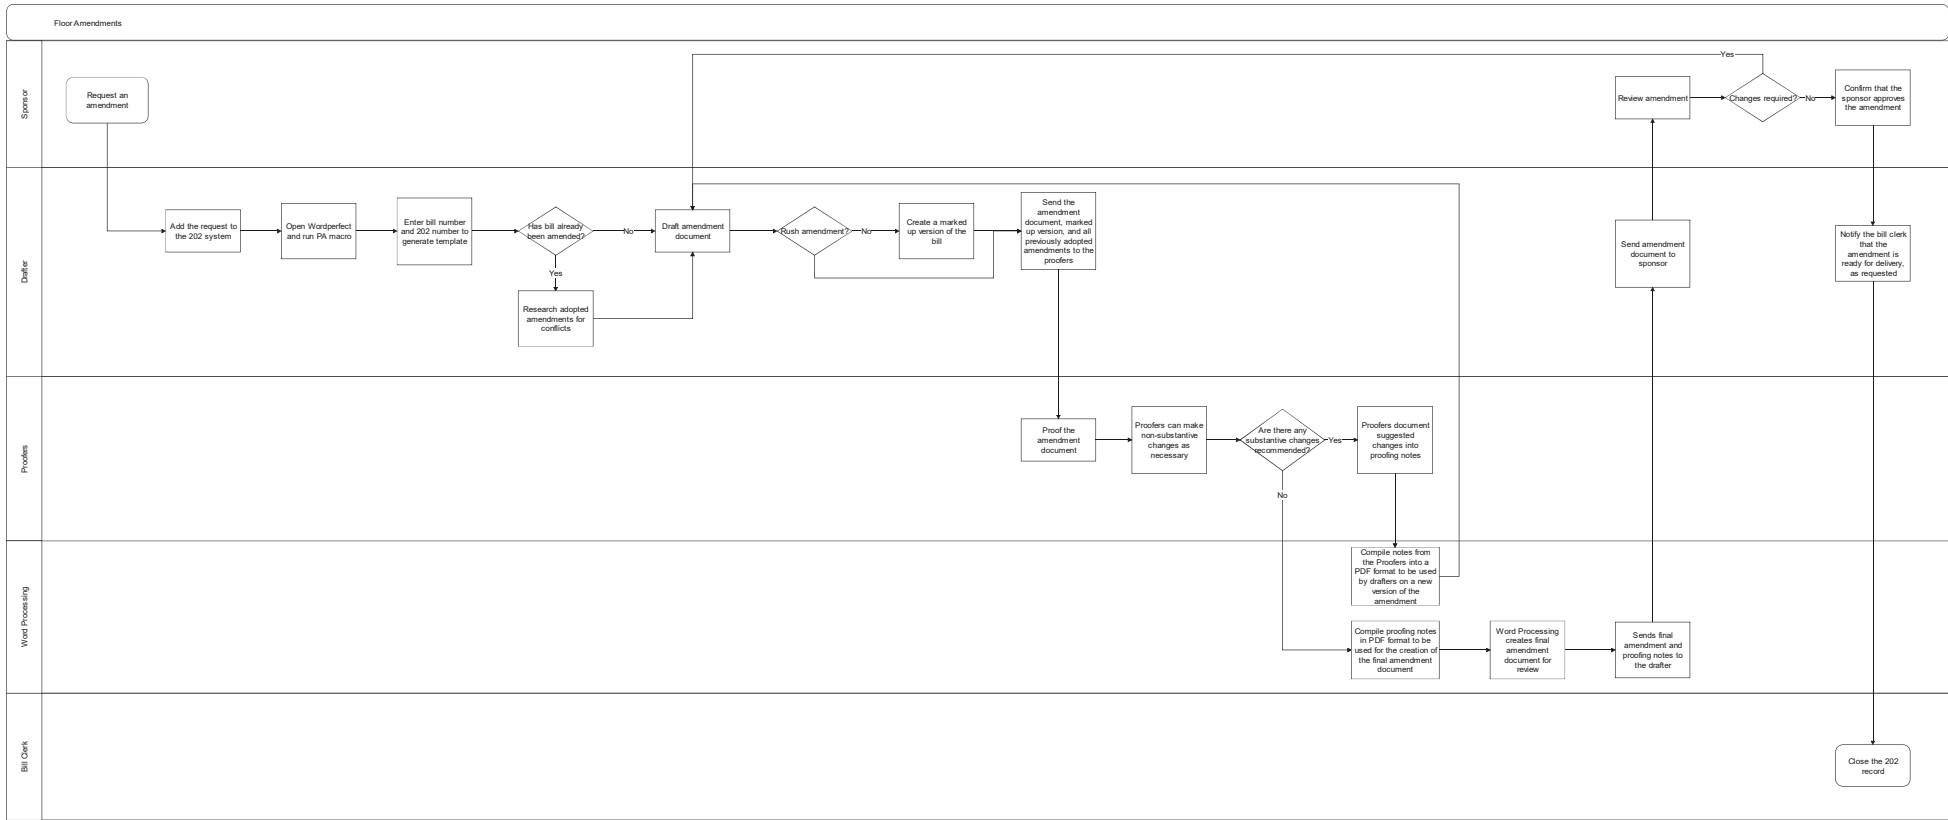 Floor Amendments
Sponsor
Request an
amendment
Yes
Review amendment
Changes required?
No
Confirm that the
sponsor approves
the amendment
Drafter
Add the request to
the 202 system
Open Wordperfect
and run PA macro
Enter bill number
and 202 number to
generate template
Has bill already
been amended?
No
Yes
Research adopted
amendments for
conflicts
Draft amendment
document
Rush amendment?
No
Create a marked
up version of the
bill
Send the
amendment
document, marked
up version, and all
previously adopted
amendments to the
proofers
Send amendment
document to
sponsor
Notify the bill clerk
that the
amendment is
ready for delivery,
as requested
Proofers
Proof the
amendment
document
Proofers can make
non-substantive
changes as
necessary
Are there any
substantive changes
recommended?
Yes
No
Proofers document
suggested
changes into
proofing notes
Word Processing
Compile notes from
the Proofers into a
PDF format to be used
by drafters on a new
version of the
amendment
Compile proofing notes
in PDF format to be
used for the creation of
the final amendment
document
Word Processing
creates final
amendment
document for
review
Sends final
amendment and
proofing notes to
the drafter
Bill Clerk
Close the 202
record